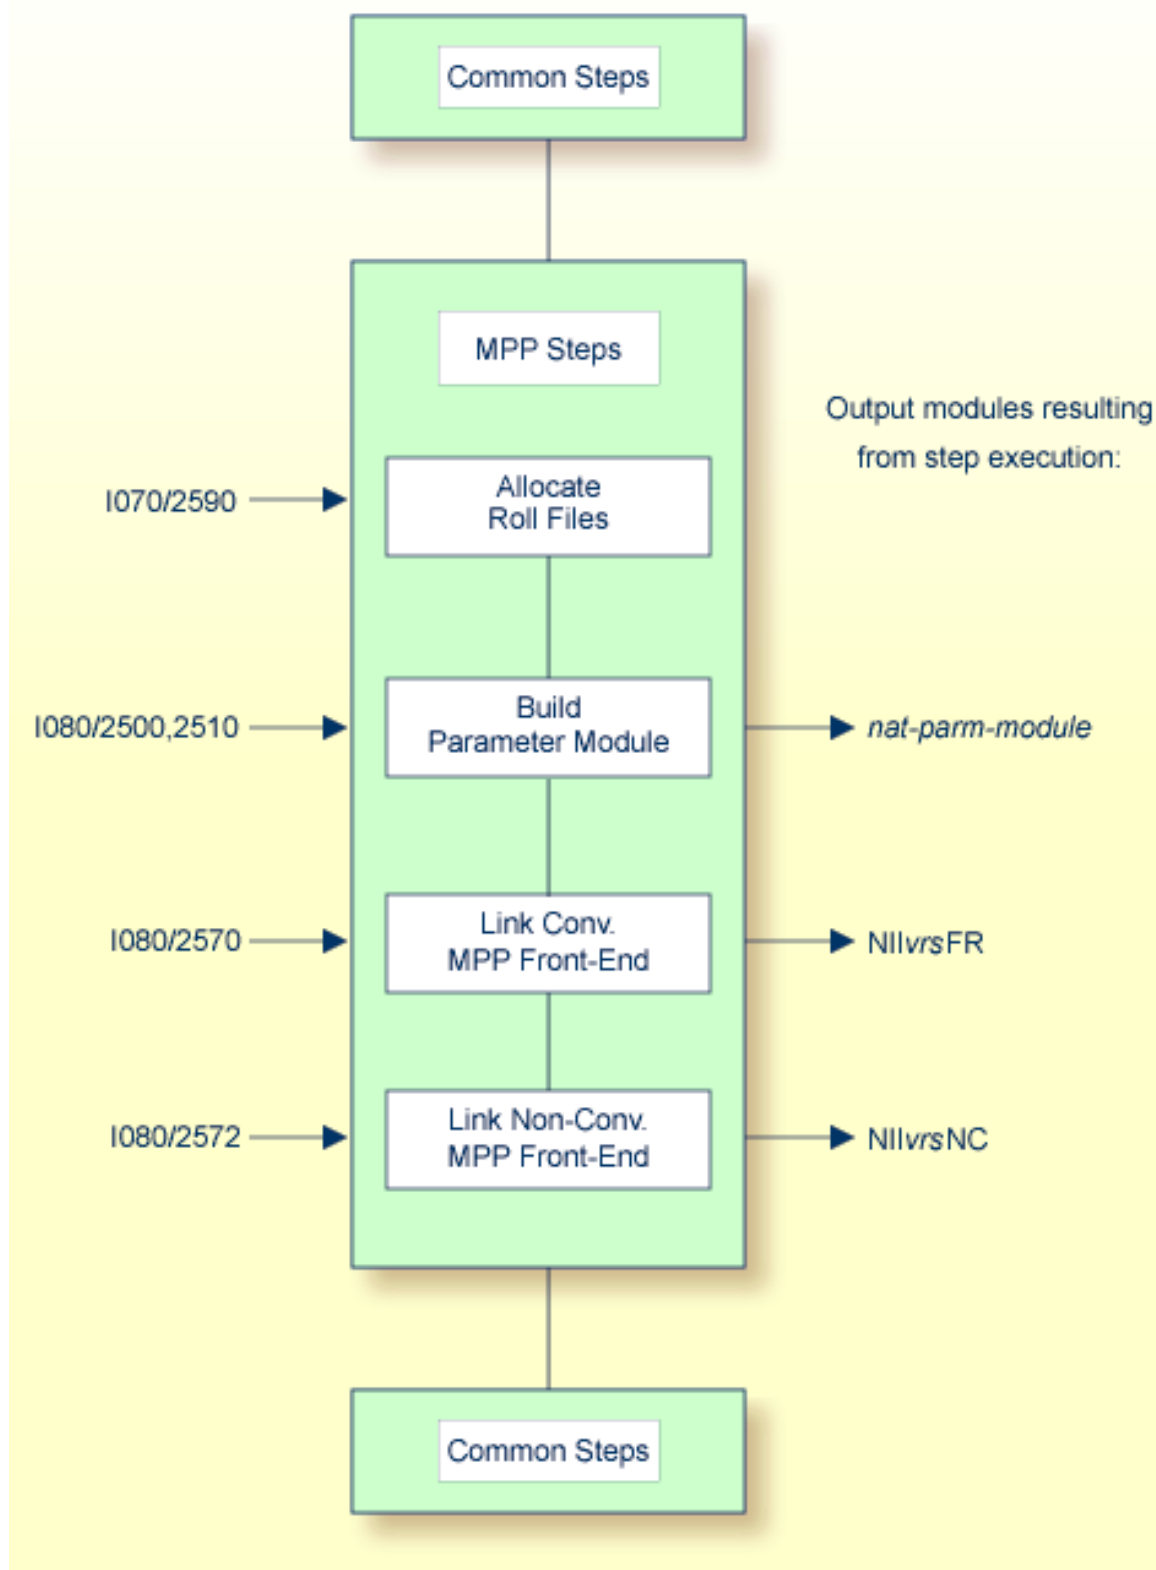 Common Steps
MPP Steps
Output modules resulting
from step execution:
I070/2590
Allocate
Roll Files
I080/2500,2510
Build
Parameter Module
nat-parm-module
I080/2570
Link Conv.
MPP Front-End
NIIvrsFR
I080/2572
Link Non-Conv.
MPP Front-End
NIIvrsNC
Common Steps